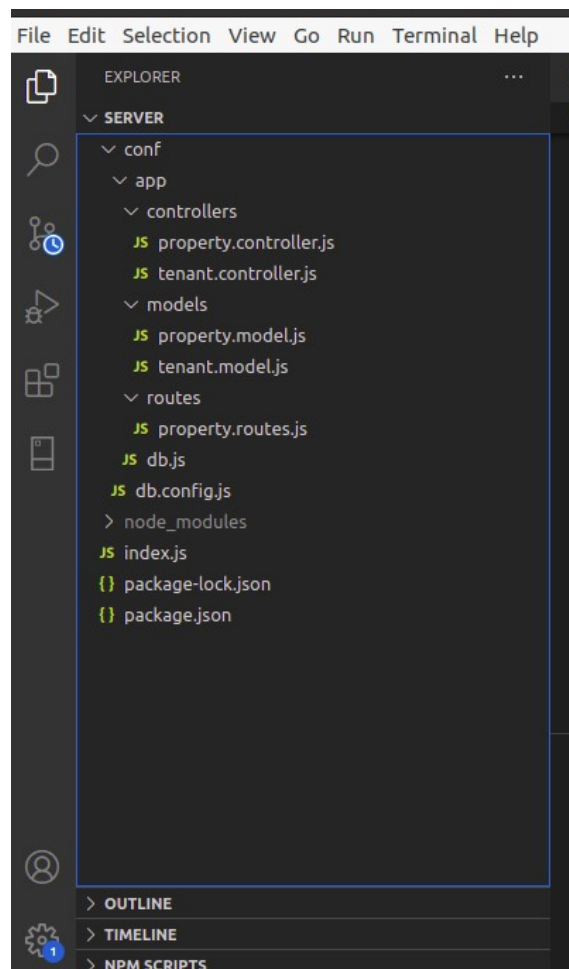 File Edit Selection View Go Run Terminal Help
EXPLORER ...
SERVER
conf
app
controllers
JS property.controller.js
JS tenant.controller.js
models
JS property.model.js
JS tenant.model.js
routes
JS property.routes.js
JS db.js
JS db.config.js
node_modules
JS index.js
{} package-lock.json
{} package.json
OUTLINE
TIMELINE
1
NPM SCRIPTS